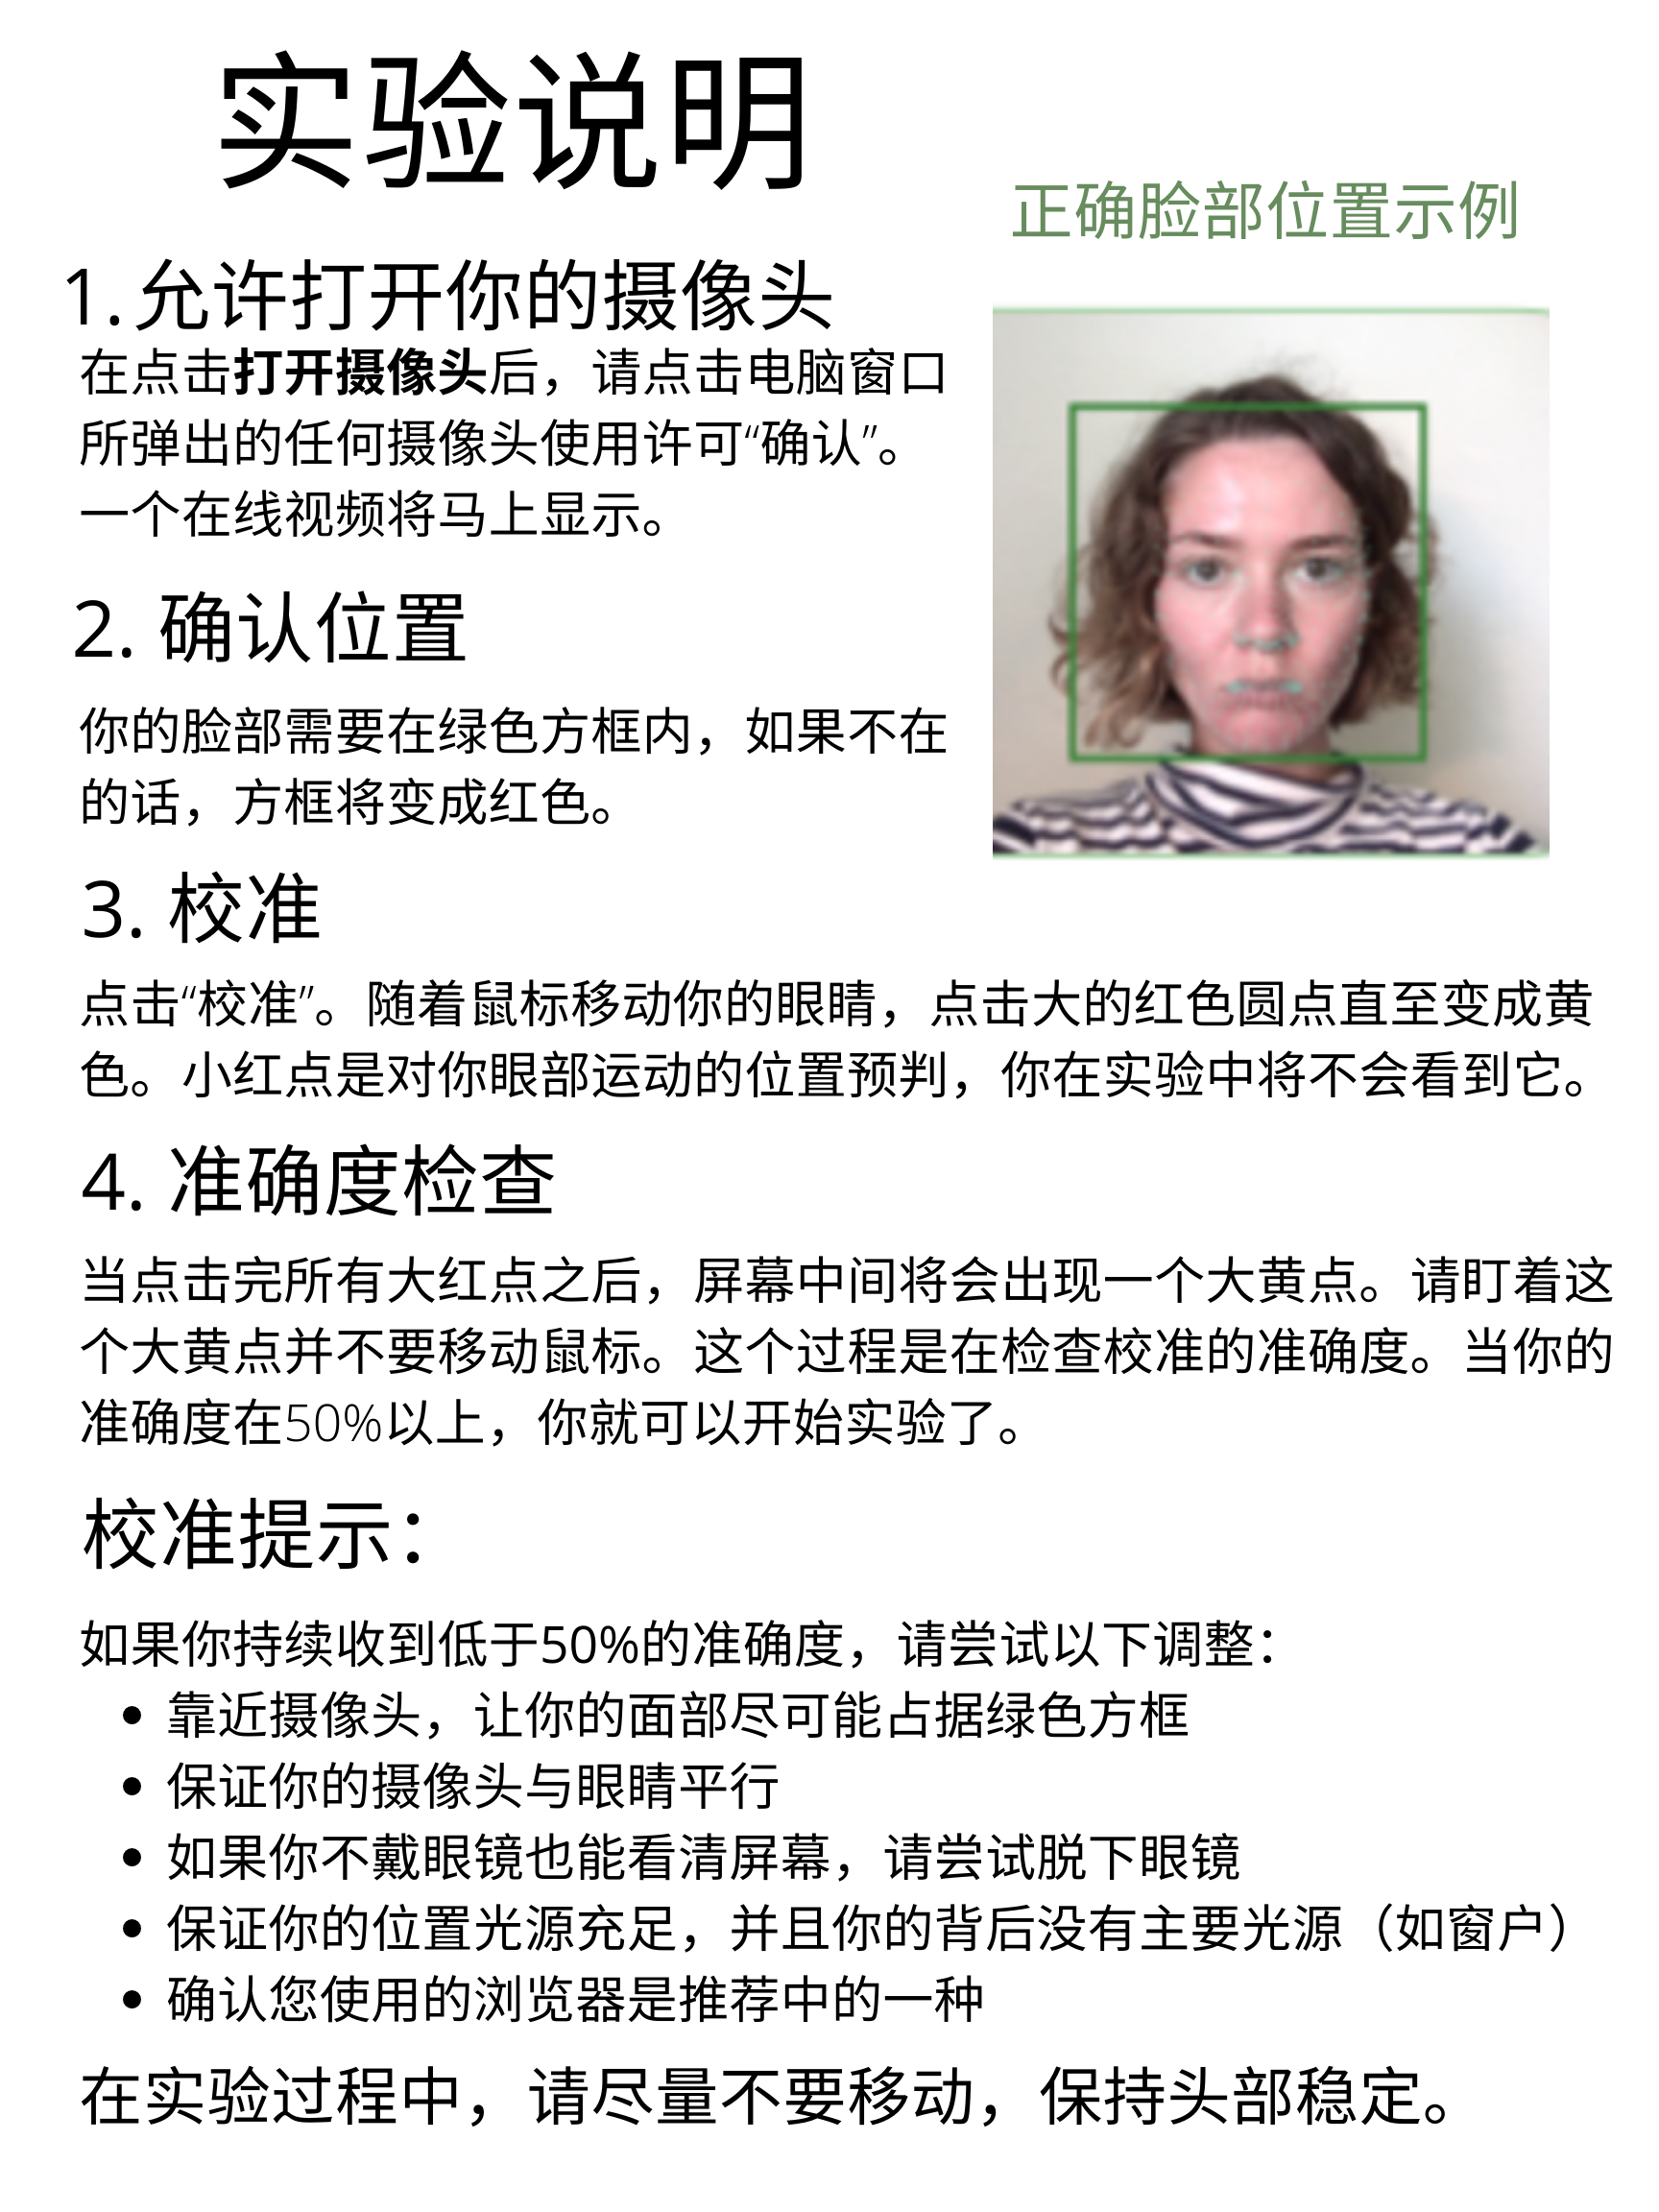 实验说明
正确脸部位置示例
1. 允许打开你的摄像头
在点击打开摄像头后，请点击电脑窗口
所弹出的任何摄像头使用许可“确认”。
一个在线视频将马上显示。
2. 确认位置
你的脸部需要在绿色方框内，如果不在
的话，方框将变成红色。
3. 校准
点击“校准”。随着鼠标移动你的眼睛，点击大的红色圆点直至变成黄
色。小红点是对你眼部运动的位置预判，你在实验中将不会看到它。
4. 准确度检查
当点击完所有大红点之后，屏幕中间将会出现一个大黄点。请盯着这
个大黄点并不要移动鼠标。这个过程是在检查校准的准确度。当你的
准确度在50%以上，你就可以开始实验了。
校准提示：
如果你持续收到低于50%的准确度，请尝试以下调整：
• 靠近摄像头，让你的面部尽可能占据绿色方框
• 保证你的摄像头与眼睛平行
• 如果你不戴眼镜也能看清屏幕，请尝试脱下眼镜
• 保证你的位置光源充足，并且你的背后没有主要光源（如窗户）
• 确认您使用的浏览器是推荐中的一种
在实验过程中，请尽量不要移动，保持头部稳定。